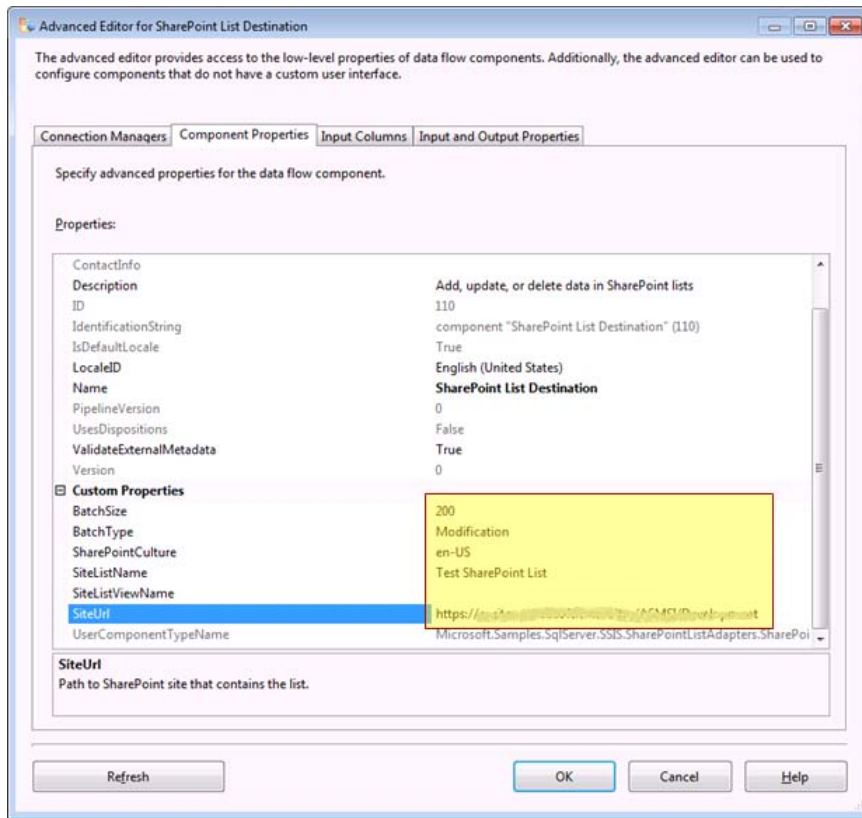 Advanced Editor for SharePoint List Destination
The advanced editor provides access to the low-level properties of data flow components. Additionally, the advanced editor can be used to
configure components that do not have a custom user interface.
Connection Managers Component Properties Input Columns Input and Output Properties
Specify advanced properties for the data flow component.
Properties:
ContactInfo
Description Add, update, or delete data in SharePoint lists
ID 110
IdentificationString component "SharePoint List Destination" (110)
IsDefaultLocale True
LocaleID English (United States)
Name SharePoint List Destination
PipelineVersion 0
UsesDispositions False
ValidateExternalMetadata True
Version 0
Custom Properties
BatchSize 200
BatchType Modification
SharePointCulture en-US
SiteListName Test SharePoint List
SiteListViewName
SiteUrl https://
UserComponentTypeName Microsoft.Samples.SqlServer.SSIS.SharePointListAdapters.SharePoi
SiteUrl
Path to SharePoint site that contains the list.
Refresh OK Cancel Help